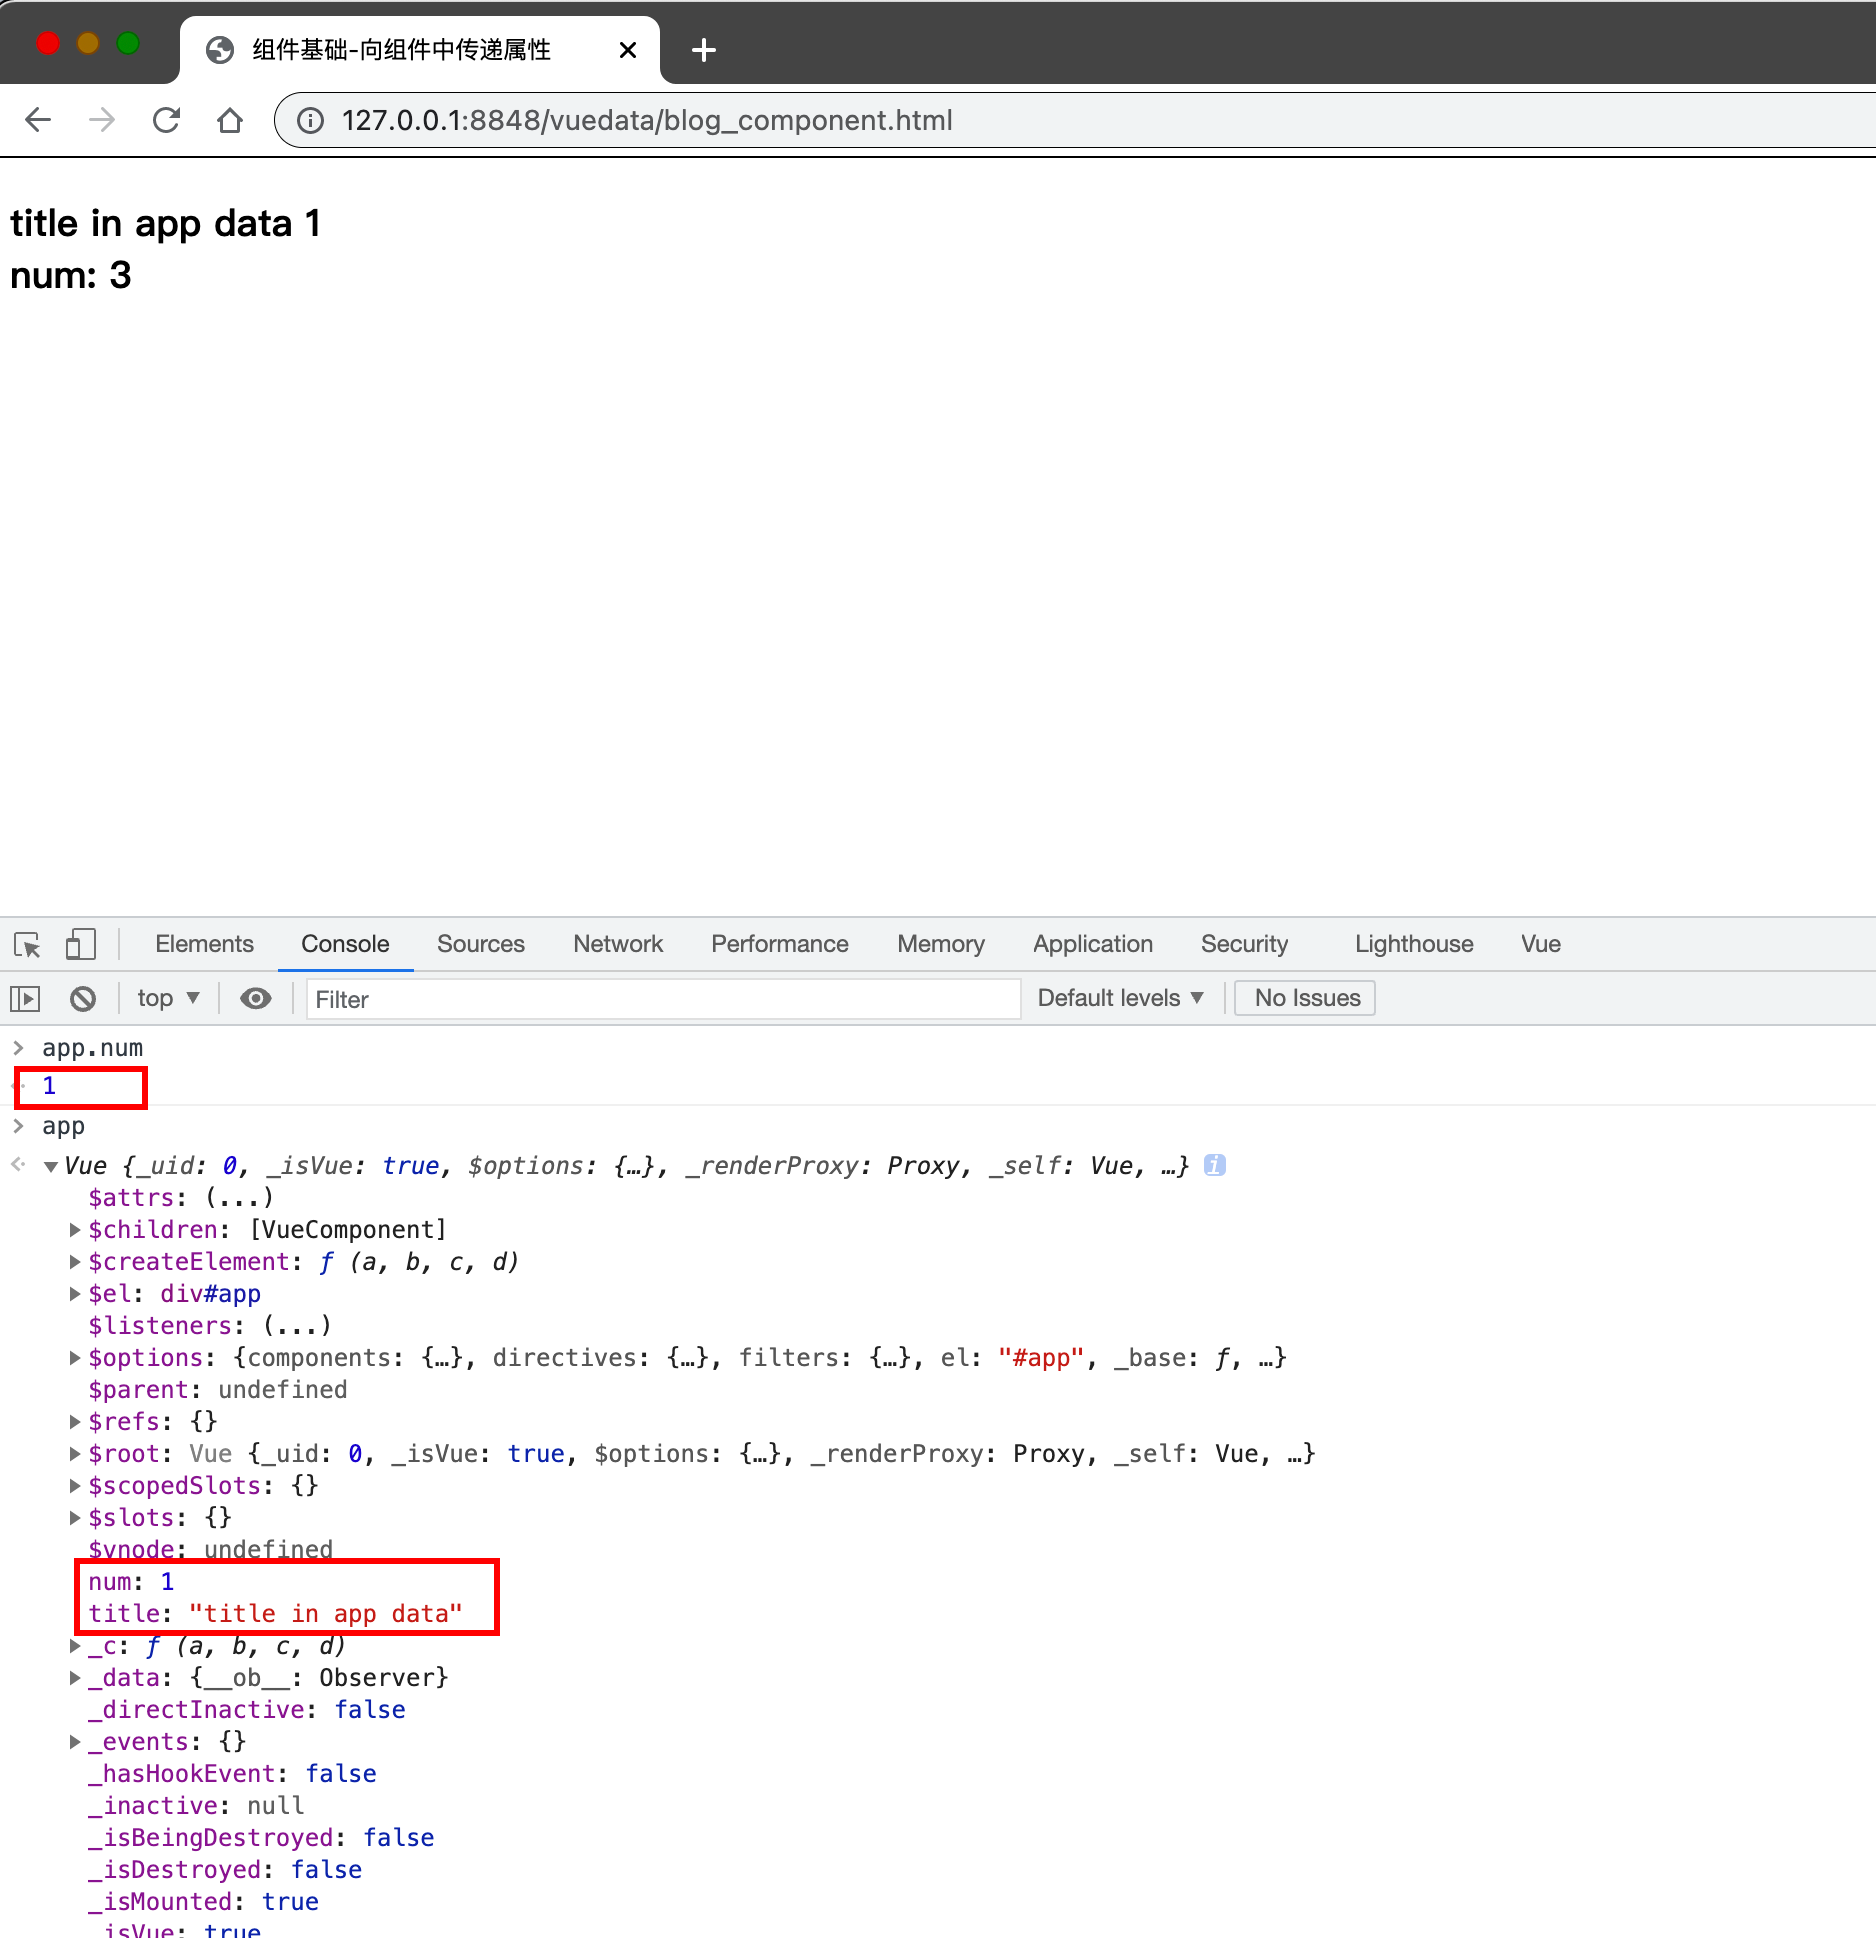 组件基础-向组件中传递属性
127.0.0.1:8848/vuedata/blog_component.html
title in app data 1
num: 3
Elements Console Sources Network Performance Memory Application Security Lighthouse Vue
top Filter Default levels No Issues
app.num
1
app
Vue {_uid: 0, _isVue: true, $options: {…}, _renderProxy: Proxy, _self: Vue, …}
$attrs: (...)
$children: [VueComponent]
$createElement: ƒ (a, b, c, d)
$el: div#app
$listeners: (...)
$options: {components: {…}, directives: {…}, filters: {…}, el: "#app", _base: ƒ, …}
$parent: undefined
$refs: {}
$root: Vue {_uid: 0, _isVue: true, $options: {…}, _renderProxy: Proxy, _self: Vue, …}
$scopedSlots: {}
$slots: {}
$vnode: undefined
num: 1
title: "title in app data"
_c: ƒ (a, b, c, d)
_data: {__ob__: Observer}
_directInactive: false
_events: {}
_hasHookEvent: false
_inactive: null
_isBeingDestroyed: false
_isDestroyed: false
_isMounted: true
_isVue: true